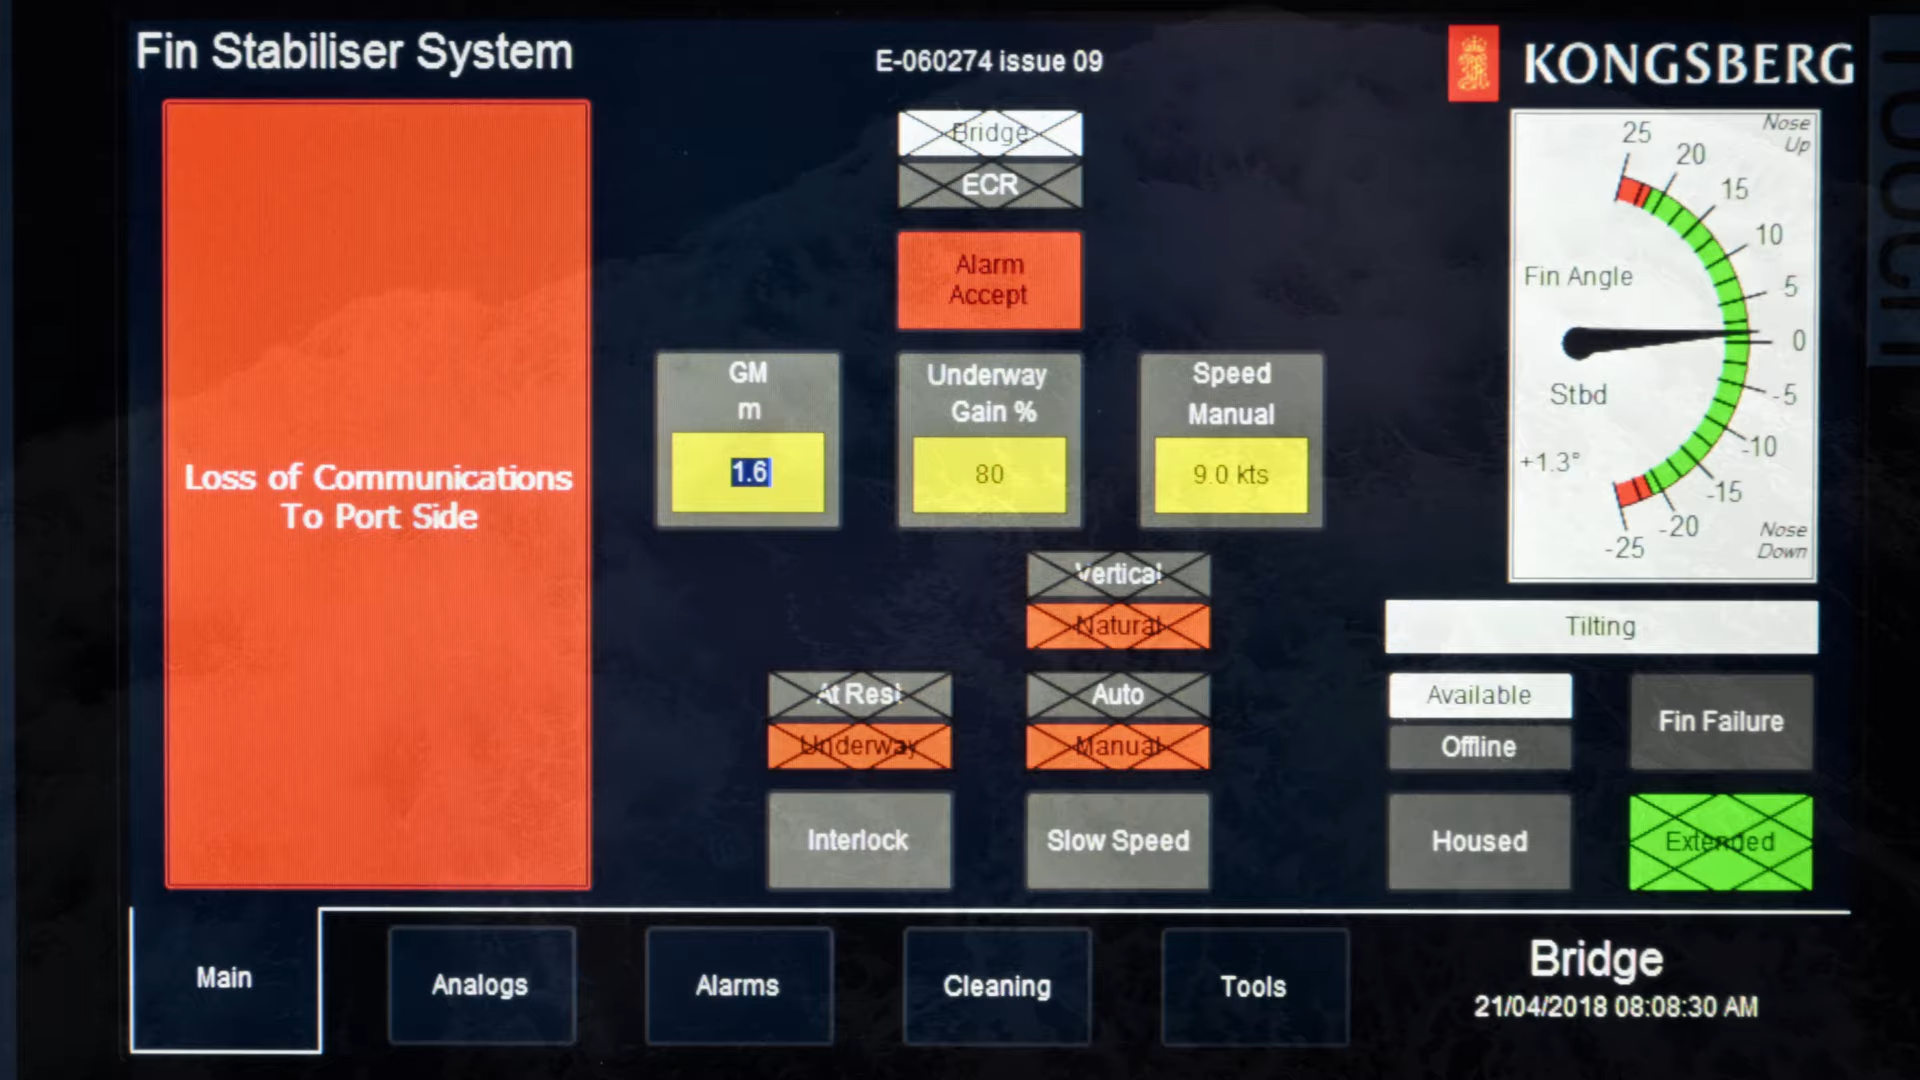 Fin Stabiliser System
E-060274 issue 09
KONGSBERG
Loss of Communications
To Port Side
Bridge
ECR
Alarm
Accept
GM
m
1.6
Underway
Gain %
80
Speed
Manual
9.0 kts
Vertical
Natural
At Rest
Underway
Auto
Manual
Interlock
Slow Speed
Nose
Up
25
20
15
10
5
0
-5
-10
-15
-20
-25
Fin Angle
Stbd
+1.3°
Nose
Down
Tilting
Available
Offline
Fin Failure
Housed
Extended
Main
Analogs
Alarms
Cleaning
Tools
Bridge
21/04/2018 08:08:30 AM